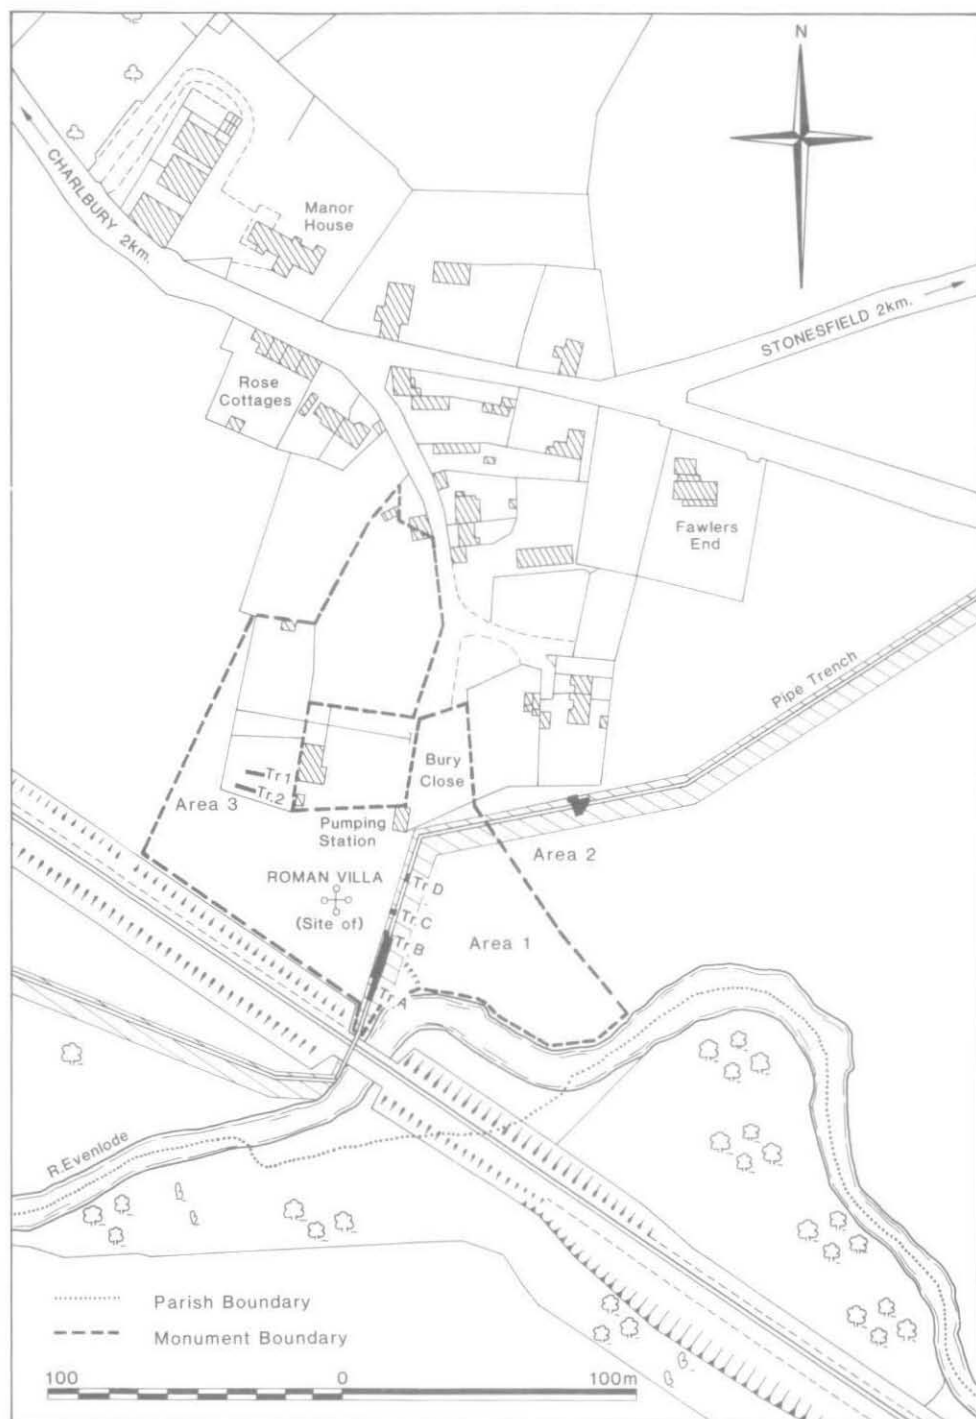 N
CHARLBURY 2km.
Manor
House
STONESFIELD 2km.
Rose
Cottages
Fawlers
End
Pipe Trench
Bury
Close
Tr1
Tr.2
Area 3
Pumping
Station
Area 2
ROMAN VILLA
(Site of)
Tr.D
Tr.C
Tr.B
Tr.A
Area 1
R.Evenlode
Parish Boundary
Monument Boundary
100
0
100m